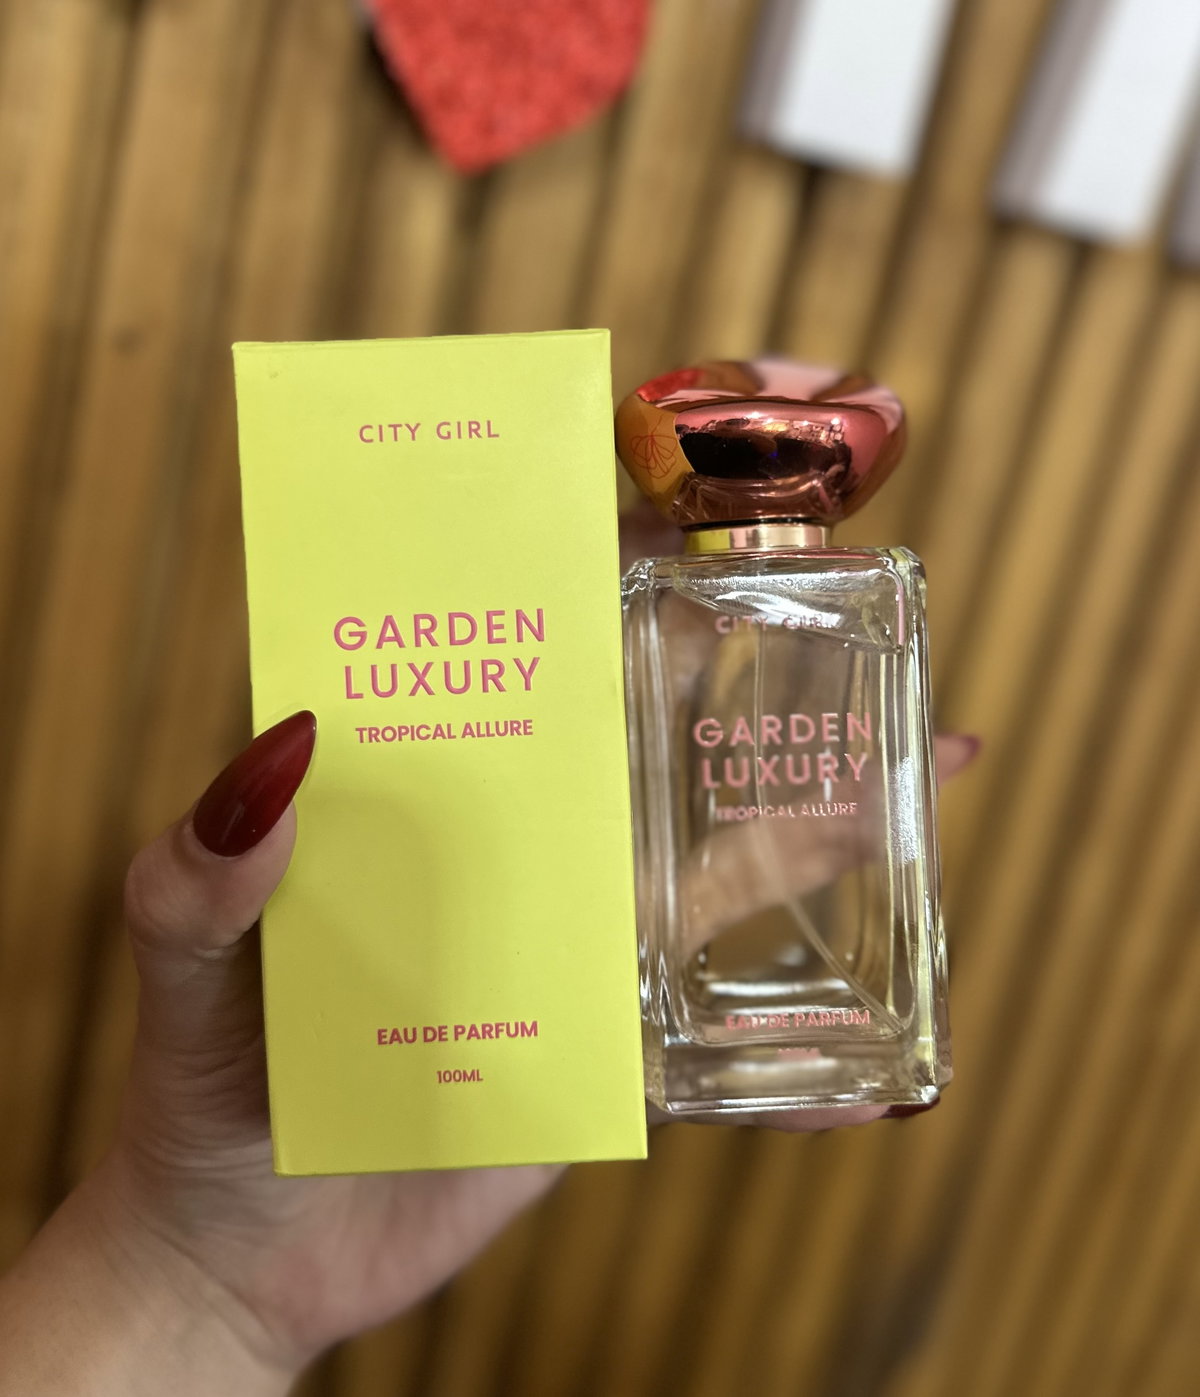 CITY GIRL
GARDEN
LUXURY
TROPICAL ALLURE
EAU DE PARFUM
100ML
CITY GIRL
GARDEN
LUXURY
TROPICAL ALLURE
EAU DE PARFUM